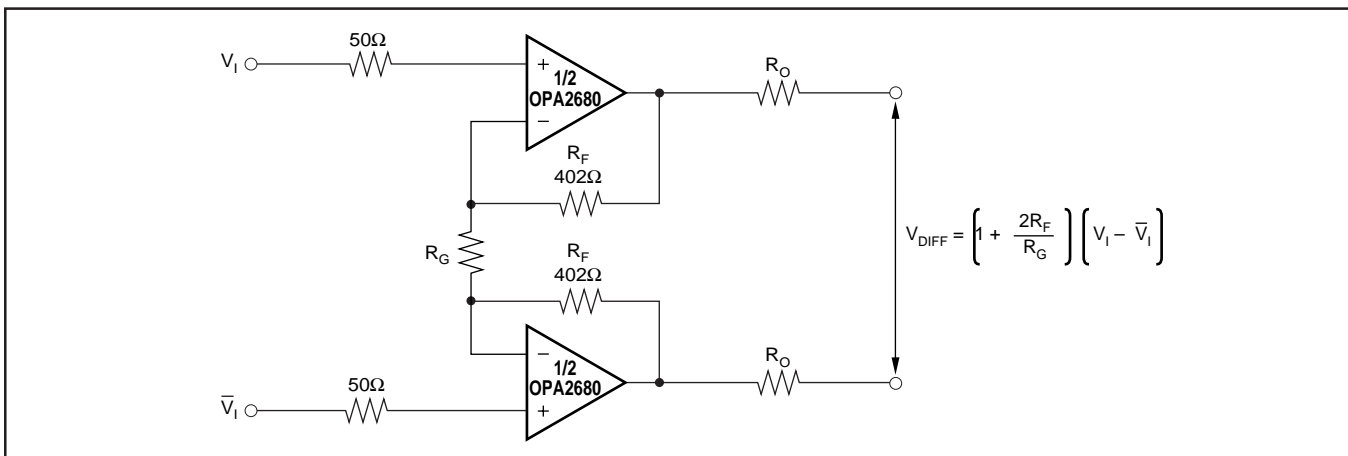 50Ω
V_I
+
1/2
OPA2680
−
R_O
R_F
402Ω
R_G
V_DIFF = (1 + 2R_F / R_G) (V_I – V̅_I)
R_F
402Ω
−
1/2
OPA2680
+
R_O
50Ω
V̅_I